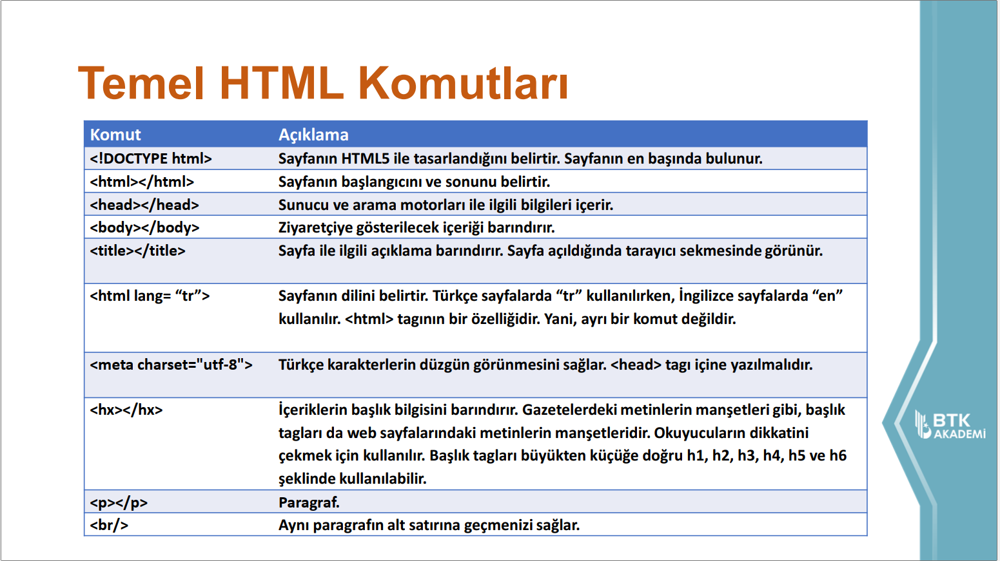 Temel HTML Komutları
Komut Açıklama
<!DOCTYPE html> Sayfanın HTML5 ile tasarlandığını belirtir. Sayfanın en başında bulunur.
<html></html> Sayfanın başlangıcını ve sonunu belirtir.
<head></head> Sunucu ve arama motorları ile ilgili bilgileri içerir.
<body></body> Ziyaretçiye gösterilecek içeriği barındırır.
<title></title> Sayfa ile ilgili açıklama barındırır. Sayfa açıldığında tarayıcı sekmesinde görünür.
<html lang= “tr”> Sayfanın dilini belirtir. Türkçe sayfalarda “tr” kullanılırken, İngilizce sayfalarda “en”
kullanılır. <html> tagının bir özelliğidir. Yani, ayrı bir komut değildir.
<meta charset="utf-8"> Türkçe karakterlerin düzgün görünmesini sağlar. <head> tagı içine yazılmalıdır.
<hx></hx> İçeriklerin başlık bilgisini barındırır. Gazetelerdeki metinlerin manşetleri gibi, başlık
tagları da web sayfalarındaki metinlerin manşetleridir. Okuyucuların dikkatini
çekmek için kullanılır. Başlık tagları büyükten küçüğe doğru h1, h2, h3, h4, h5 ve h6
şeklinde kullanılabilir.
<p></p> Paragraf.
<br/> Aynı paragrafın alt satırına geçmenizi sağlar.
BTK
AKADEMİ